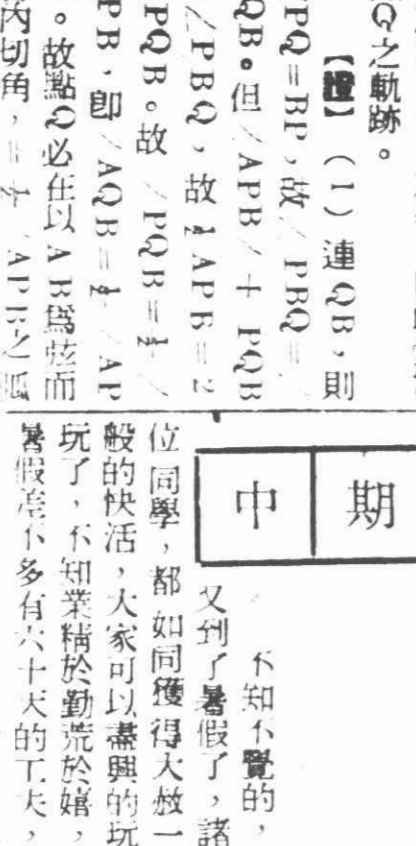 Q之軌跡。
【證】（1）連QB，則
PQ＝BP，故∠PBQ＝
QB。但∠APB＝＋PQB
∠PBQ，故∠APB＝2
PQB。故∠PQB＝½∠
PB，即∠AQB＝½∠AP
。故點Q必在以AB爲弦而
內切角，＝½∠APB之弧
期中
不知不覺的，
又到了暑假了，諸
位同學，都如同獲得大赦一
般的快活，大家可以盡興的玩
玩了，不知業精於勤荒於嬉，
暑假差不多有六十天的工夫，